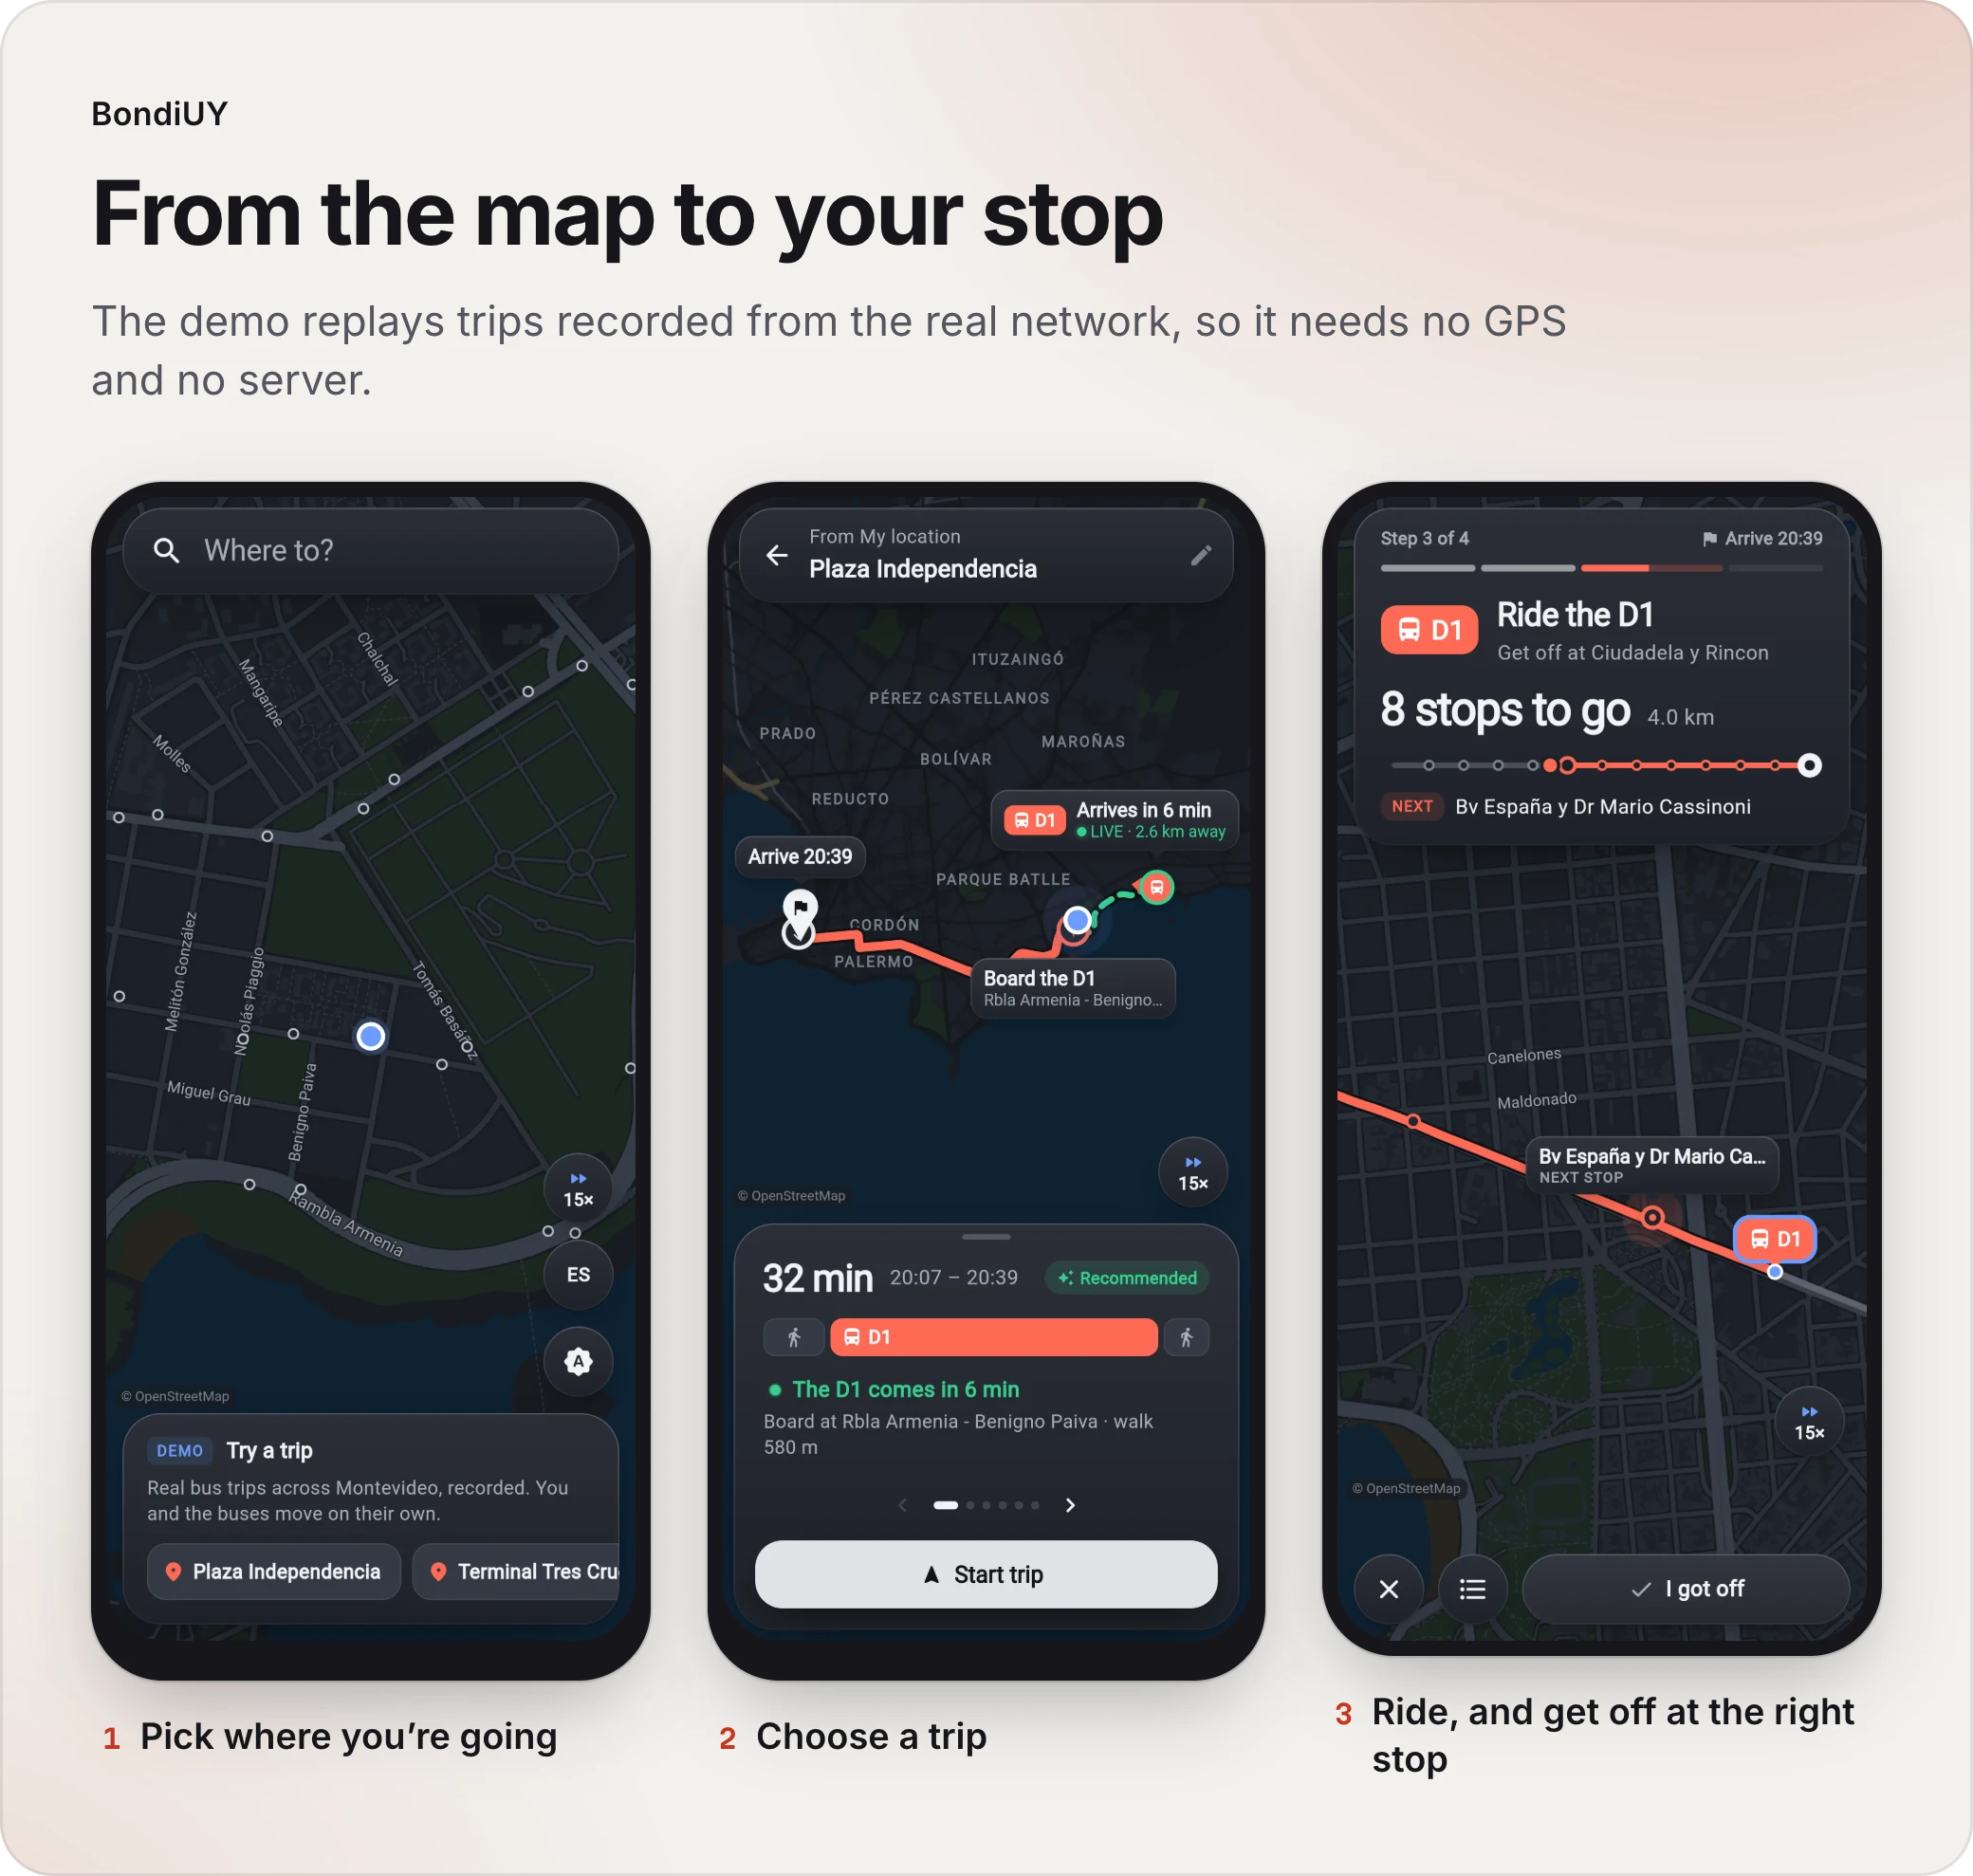 BondiUY
From the map to your stop
The demo replays trips recorded from the real network, so it needs no GPS
and no server.
Where to?
Chalchal
Mangaripe
Molles
Melitón González
Nicolás Piaggio
Tomás Basáñez
Miguel Grau
Benigno Paiva
Rambla Armenia
15×
ES
A
© OpenStreetMap
DEMO Try a trip
Real bus trips across Montevideo, recorded. You
and the buses move on their own.
Plaza Independencia
Terminal Tres Cru
1 Pick where you’re going
From My location
Plaza Independencia
ITUZAINGÓ
PÉREZ CASTELLANOS
PRADO
MAROÑAS
BOLÍVAR
REDUCTO
D1 Arrives in 6 min
LIVE · 2.6 km away
Arrive 20:39
PARQUE BATLLE
CORDÓN
PALERMO
Board the D1
Rbla Armenia - Benigno...
15×
© OpenStreetMap
32 min 20:07 – 20:39 Recommended
D1
The D1 comes in 6 min
Board at Rbla Armenia - Benigno Paiva · walk
580 m
Start trip
2 Choose a trip
Step 3 of 4 Arrive 20:39
D1 Ride the D1
Get off at Ciudadela y Rincon
8 stops to go 4.0 km
NEXT Bv España y Dr Mario Cassinoni
Canelones
Maldonado
Bv España y Dr Mario Ca...
NEXT STOP
D1
15×
© OpenStreetMap
I got off
3 Ride, and get off at the right
stop